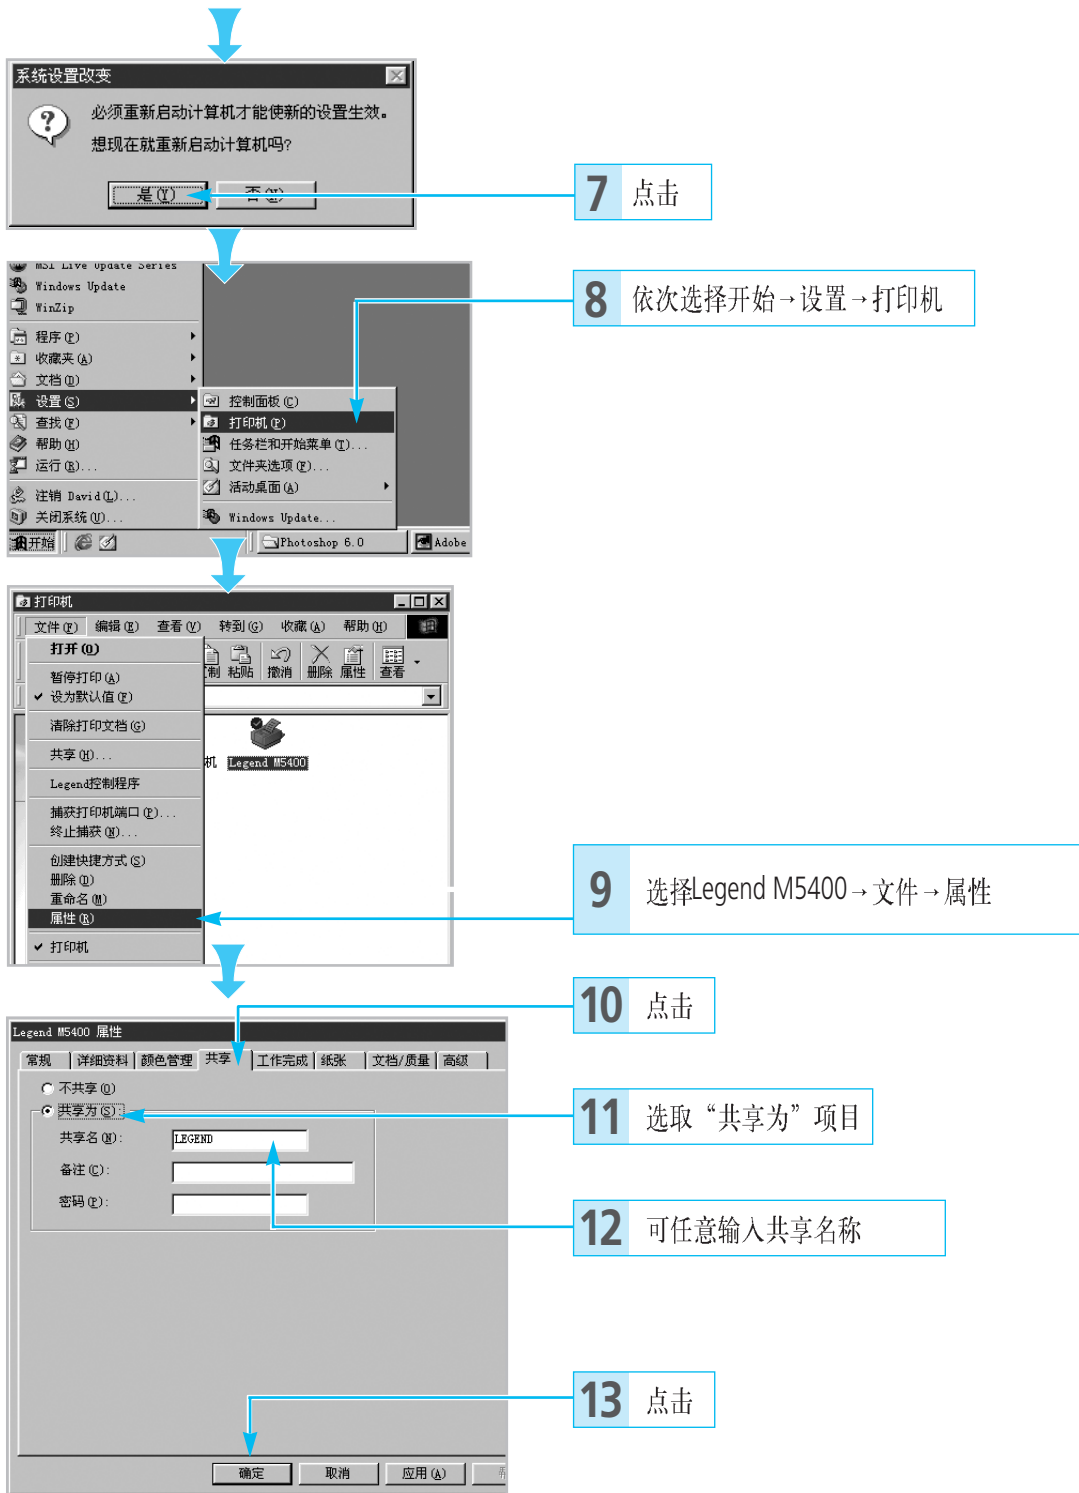 系统设置改变
必须重新启动计算机才能使新的设置生效。
想现在就重新启动计算机吗?
是(Y)
否(N)
7 点击
MSI Live Update Series
Windows Update
WinZip
程序(P)
收藏夹(A)
文档(D)
设置(S)
查找(F)
帮助(H)
运行(R)...
注销 David(L)...
关闭系统(U)...
控制面板(C)
打印机(P)
任务栏和开始菜单(T)...
文件夹选项(F)...
活动桌面(A)
Windows Update...
开始
Photoshop 6.0
Adobe
8 依次选择开始→设置→打印机
打印机
文件(F) 编辑(E) 查看(V) 转到(G) 收藏(A) 帮助(H)
制 粘贴 撤消 删除 属性 查看
打开(O)
暂停打印(A)
设为默认值(F)
清除打印文档(G)
共享(H)...
Legend控制程序
捕获打印机端口(P)...
终止捕获(N)...
创建快捷方式(S)
删除(D)
重命名(M)
属性(R)
打印机
机 Legend M5400
9 选择Legend M5400→文件→属性
10 点击
Legend M5400 属性
常规 详细资料 颜色管理 共享 工作完成 纸张 文档/质量 高级
不共享(O)
共享为(S):
共享名(N): LEGEND
备注(C):
密码(P):
11 选取“共享为”项目
12 可任意输入共享名称
13 点击
确定 取消 应用(A)